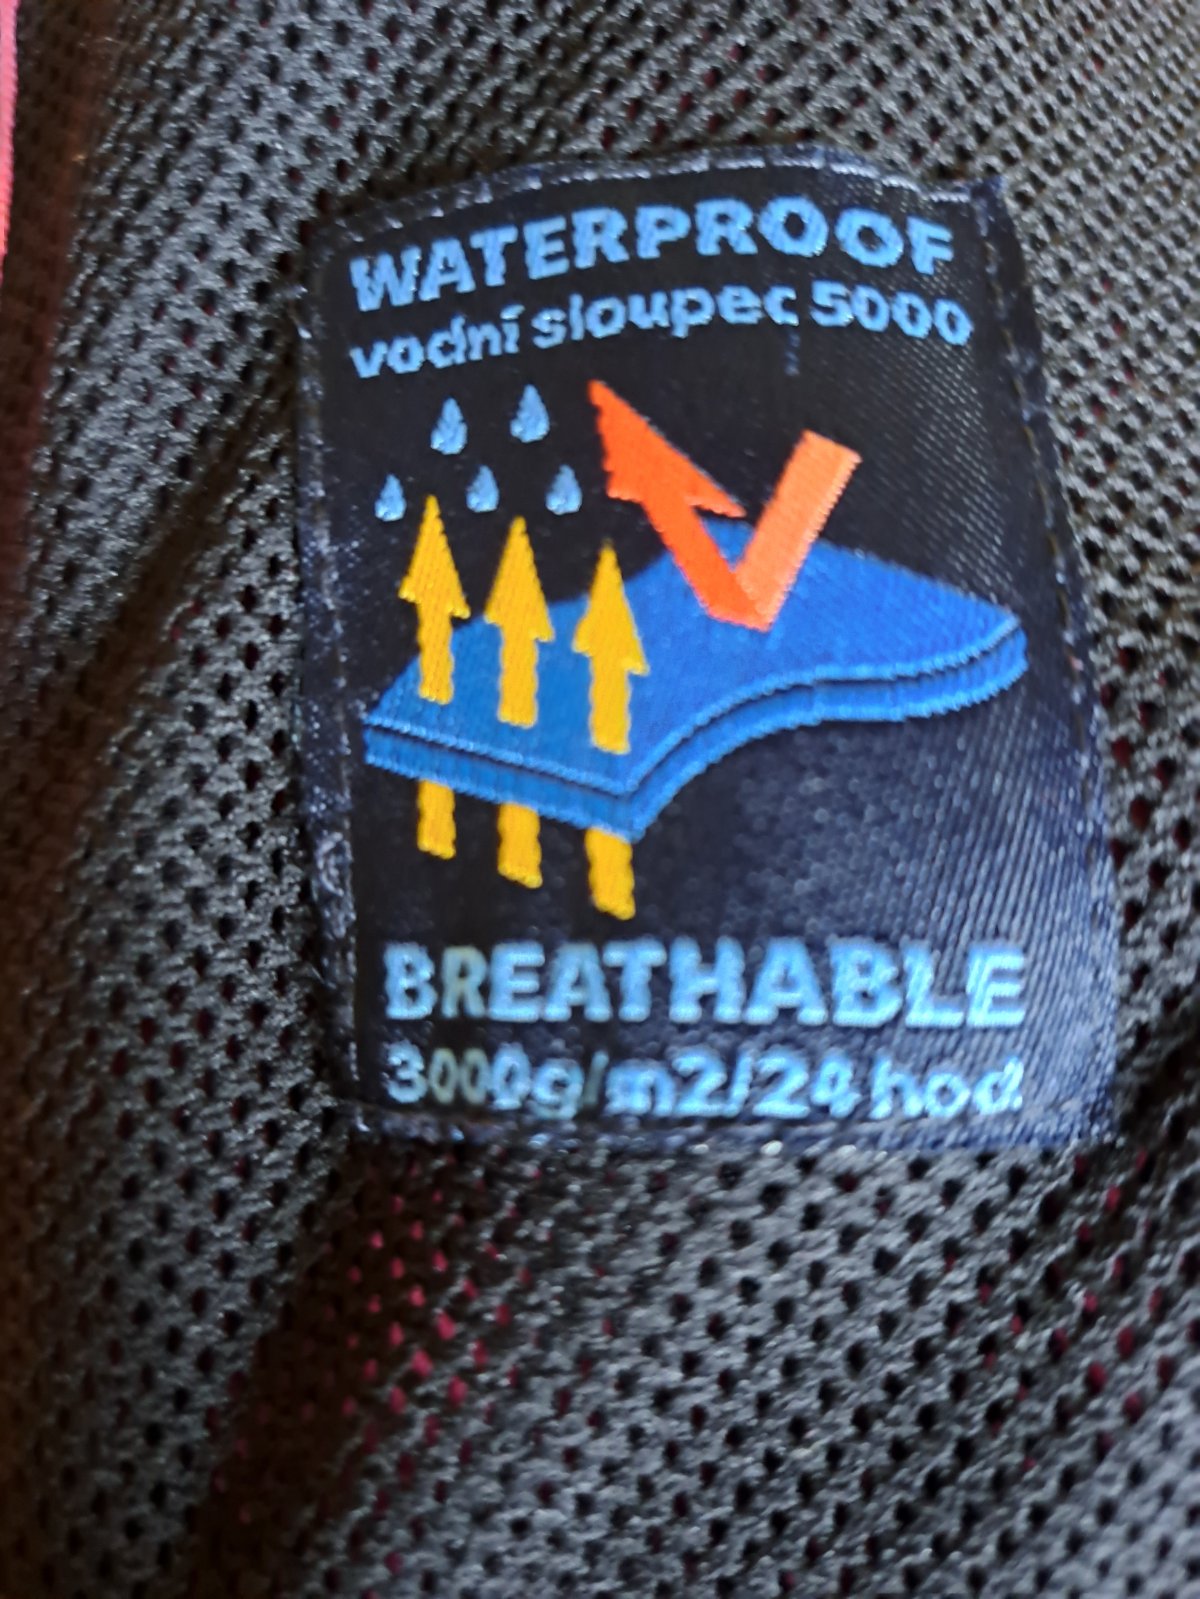 WATERPROOF
vodní sloupec 5000
BREATHABLE
3000g/m2/24 hod.